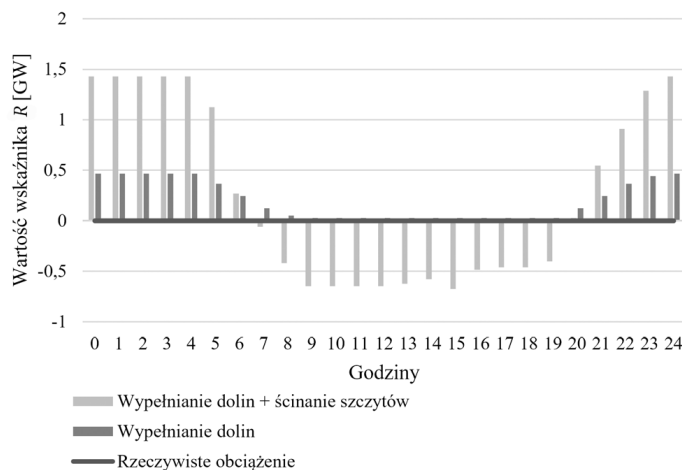 2
1,5
1
0,5
0
-0,5
-1
Wartość wskaźnika R [GW]
0 1 2 3 4 5 6 7 8 9 10 11 12 13 14 15 16 17 18 19 20 21 22 23 24
Godziny
Wypełnianie dolin + ścinanie szczytów
Wypełnianie dolin
Rzeczywiste obciążenie